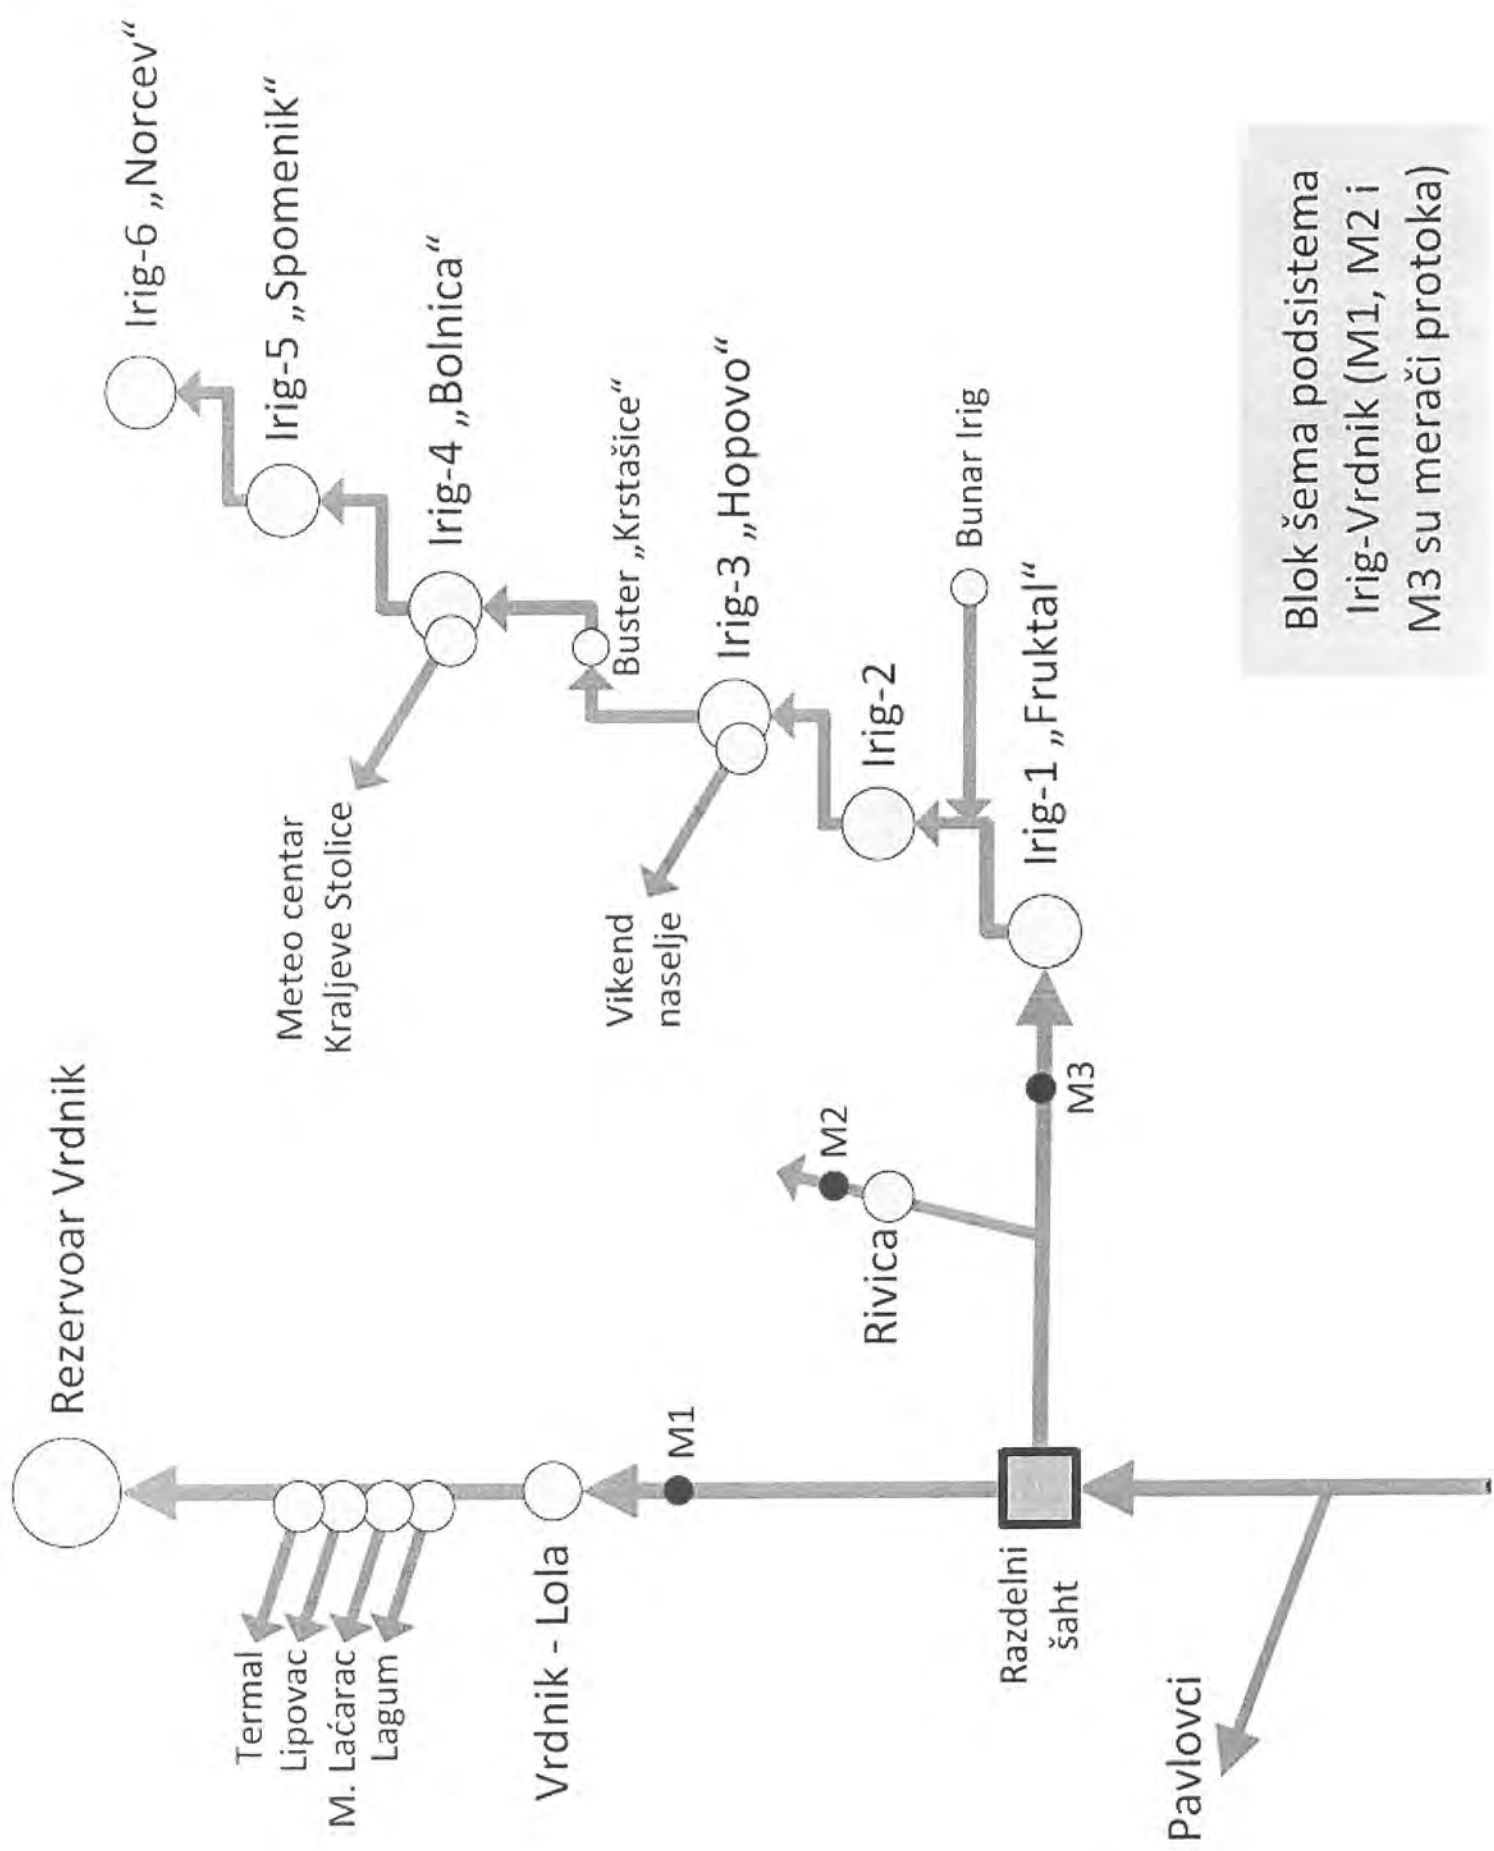 Rezervoar Vrdnik
Irig-6 „Norcev“
Irig-5 „Spomenik“
Irig-4 „Bolnica“
Meteo centar
Kraljeve Stolice
Buster „Krstašice“
Irig-3 „Hopovo“
Vikend
naselje
Irig-2
Bunar Irig
Irig-1 „Fruktal“
Termal
Lipovac
M. Laćarac
Lagum
Vrdnik - Lola
M1
M2
Rivica
M3
Razdelni
šaht
Pavlovci
Blok šema podsistema
Irig-Vrdnik (M1, M2 i
M3 su merači protoka)